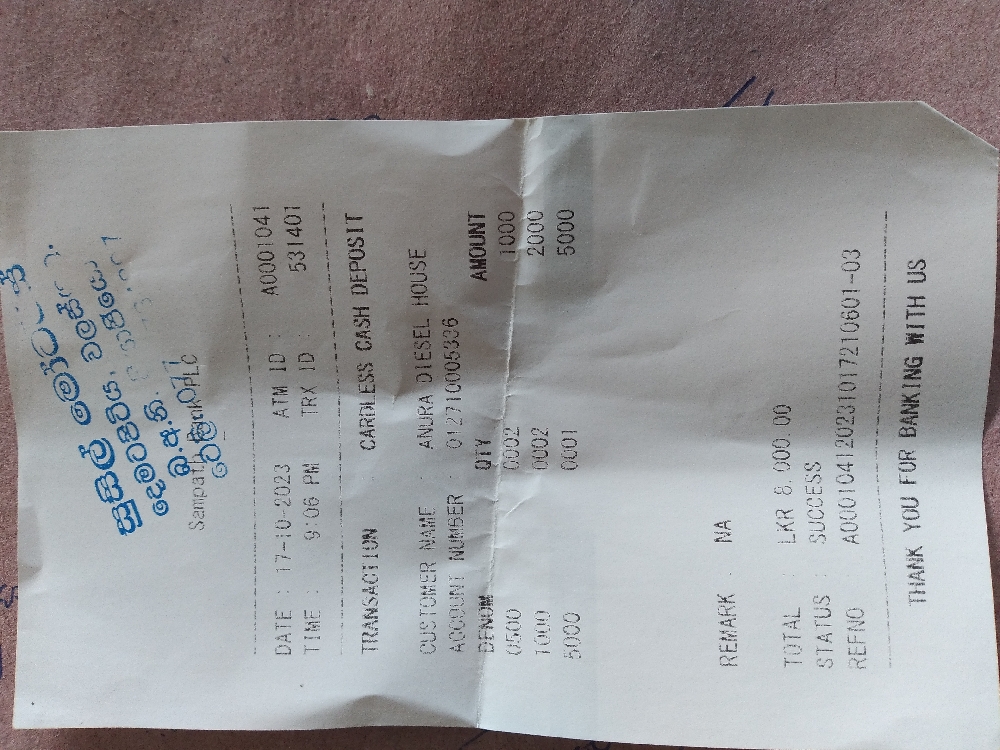 සුසිල් මෝටර්ස්
දෙමටපිටිය,
ව.අ.ග.
Sampath Bank PLC
DATE : 17-10-2023 ATM ID : A0001041
TIME : 9:06 PM TRX ID : 531401
TRANSACTION : CARDLESS CASH DEPOSIT
CUSTOMER NAME : ANURA DIESEL HOUSE
ACCOUNT NUMBER : 012710005336
DENOM QTY AMOUNT
0500 0002 1000
1000 0002 2000
5000 0001 5000
REMARK : NA
TOTAL : LKR 8,000.00
STATUS : SUCCESS
REFNO : A000104120231017210601-03
THANK YOU FOR BANKING WITH US